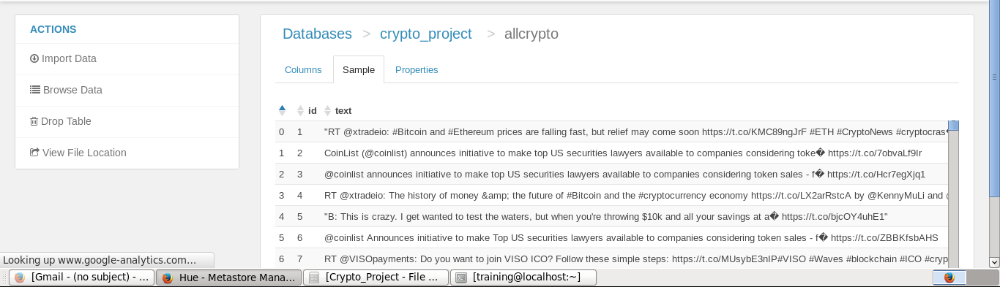 ACTIONS
Import Data
Browse Data
Drop Table
View File Location
Databases > crypto_project > allcrypto
Columns Sample Properties
id text
0 1 "RT @xtradeio: #Bitcoin and #Ethereum prices are falling fast, but relief may come soon https://t.co/KMC89ngJrF #ETH #CryptoNews #cryptocras�
1 2 CoinList (@coinlist) announces initiative to make top US securities lawyers available to companies considering toke� https://t.co/7obvaLf9Ir
2 3 @coinlist announces initiative to make top US securities lawyers available to companies considering token sales - f� https://t.co/Hcr7egXjq1
3 4 RT @xtradeio: The history of money &amp; the future of #Bitcoin and the #cryptocurrency economy https://t.co/LX2arRstcA by @KennyMuLi and @
4 5 "B: This is crazy. I get wanted to test the waters, but when you're throwing $10k and all your savings at a� https://t.co/bjcOY4uhE1"
5 6 @coinlist Announces initiative to make Top US securities lawyers available to companies considering token sales - f� https://t.co/ZBBKfsbAHS
6 7 RT @VISOpayments: Do you want to join VISO ICO? Follow these simple steps: https://t.co/MUsybE3nIP#VISO #Waves #blockchain #ICO #cryp
Looking up www.google-analytics.com…
[Gmail - (no subject) - ... Hue - Metastore Mana... [Crypto_Project - File ... [training@localhost:~]